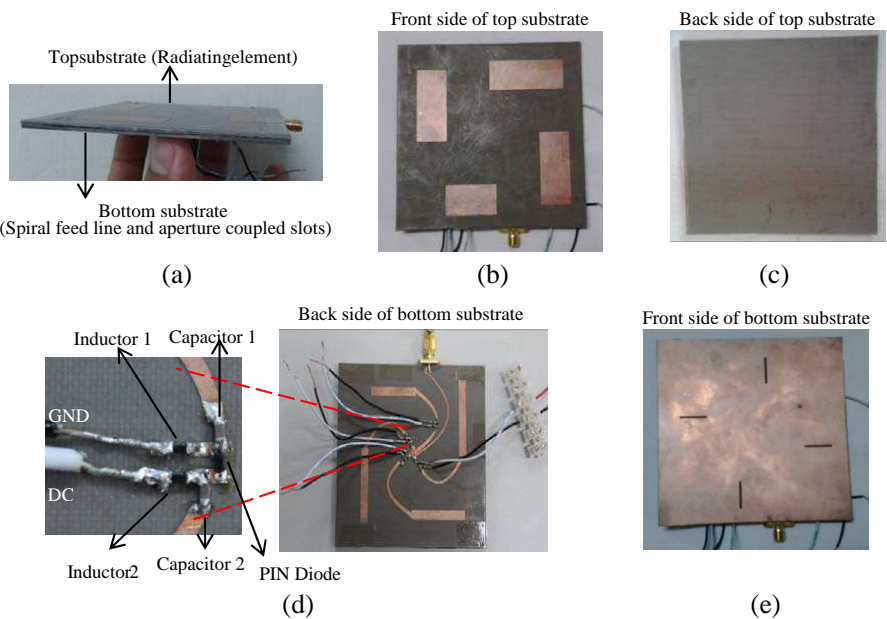 Topsubstrate (Radiatingelement)
Bottom substrate
(Spiral feed line and aperture coupled slots)
(a)
Front side of top substrate
(b)
Back side of top substrate
(c)
Inductor 1
Capacitor 1
GND
DC
Inductor2
Capacitor 2
PIN Diode
Back side of bottom substrate
(d)
Front side of bottom substrate
(e)